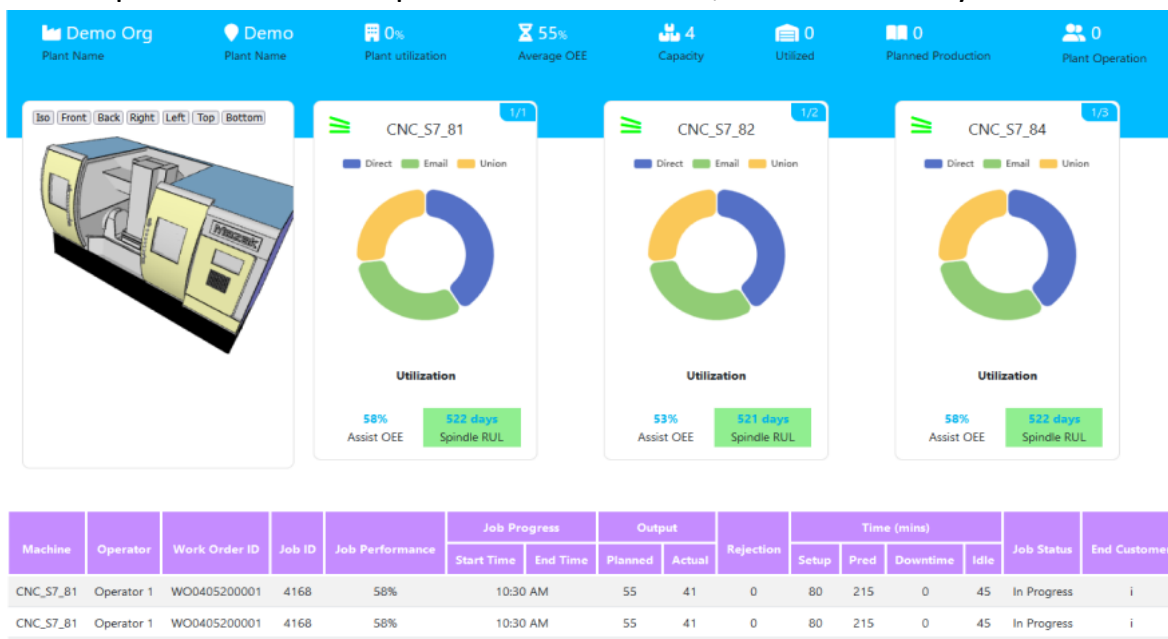 Demo Org
Plant Name
Demo
Plant Name
0%
Plant utilization
55%
Average OEE
4
Capacity
0
Utilized
0
Planned Production
0
Plant Operation
Iso Front Back Right Left Top Bottom
Mazak
1/1
CNC_S7_81
Direct Email Union
Utilization
58%
Assist OEE
522 days
Spindle RUL
1/2
CNC_S7_82
Direct Email Union
Utilization
53%
Assist OEE
521 days
Spindle RUL
1/3
CNC_S7_84
Direct Email Union
Utilization
58%
Assist OEE
522 days
Spindle RUL
Machine Operator Work Order ID Job ID Job Performance Job Progress Output Rejection Time (mins) Job Status End Customer
Start Time End Time Planned Actual Setup Pred Downtime Idle
CNC_S7_81 Operator 1 WO0405200001 4168 58% 10:30 AM 55 41 0 80 215 0 45 In Progress i
CNC_S7_81 Operator 1 WO0405200001 4168 58% 10:30 AM 55 41 0 80 215 0 45 In Progress i